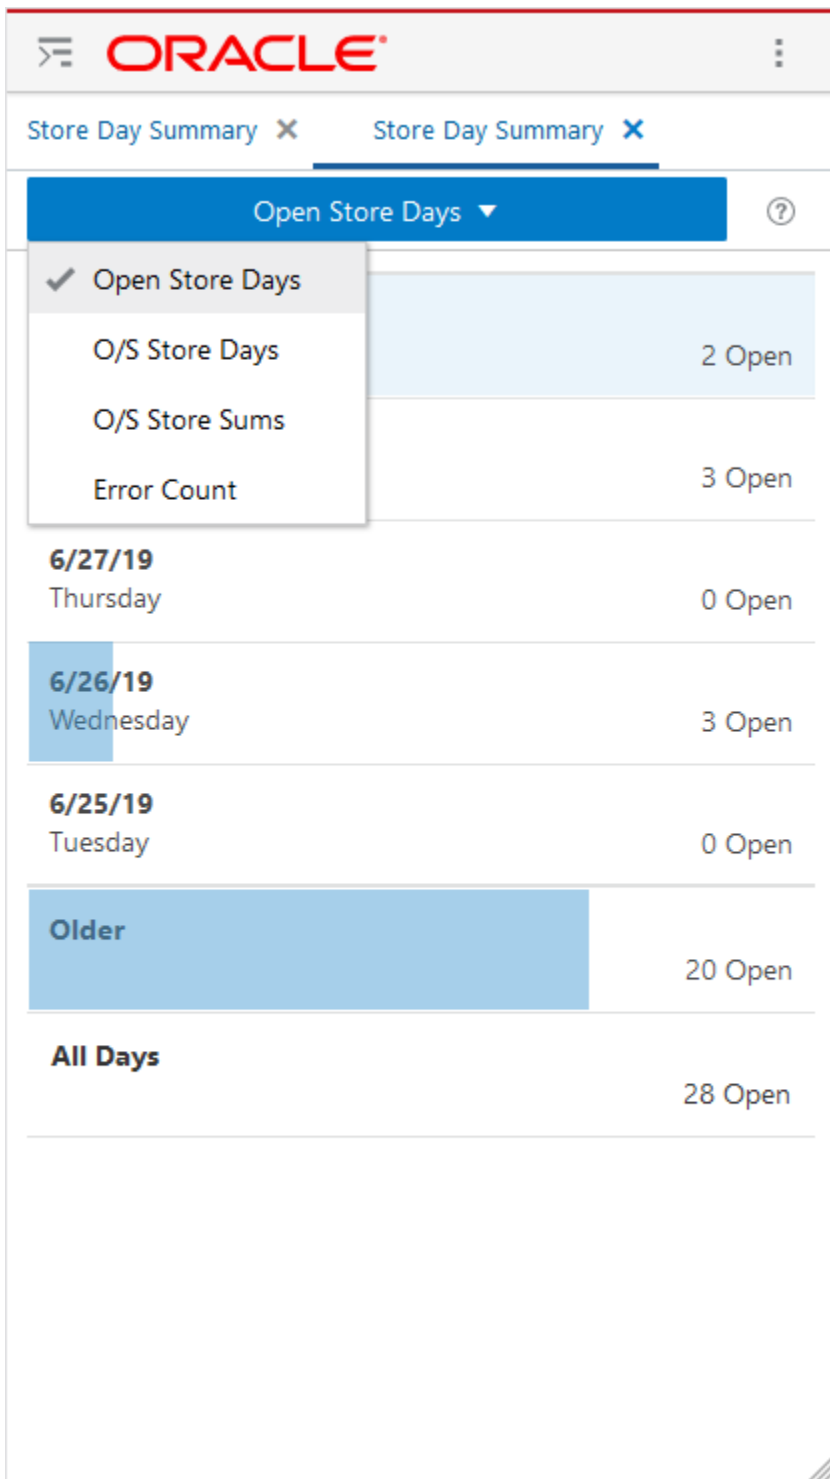 ORACLE
Store Day Summary Store Day Summary
Open Store Days
Open Store Days
2 Open
O/S Store Days
O/S Store Sums
3 Open
Error Count
6/27/19
Thursday
0 Open
6/26/19
Wednesday
3 Open
6/25/19
Tuesday
0 Open
Older
20 Open
All Days
28 Open